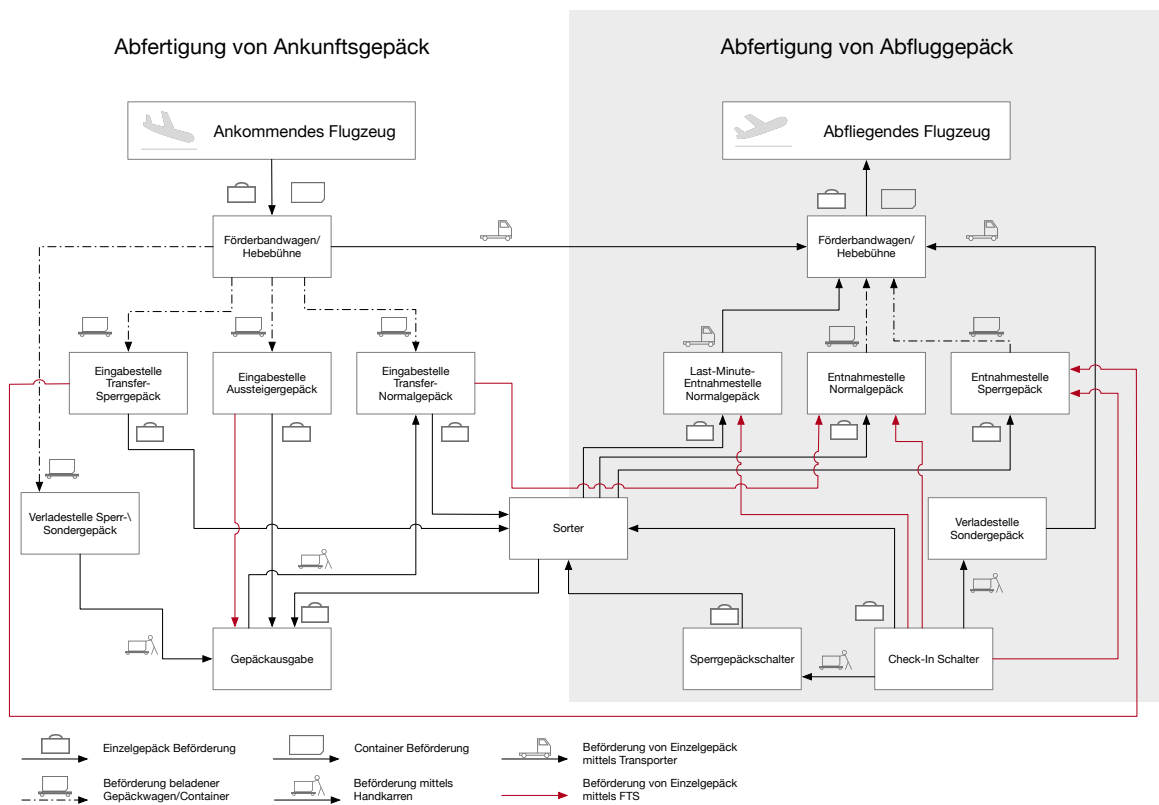 Abfertigung von Ankunftsgepäck
Abfertigung von Abfluggepäck
Ankommendes Flugzeug
Abfliegendes Flugzeug
Förderbandwagen/
Hebebühne
Förderbandwagen/
Hebebühne
Eingabestelle
Transfer-
Sperrgepäck
Eingabestelle
Aussteigergepäck
Eingabestelle
Transfer-
Normalgepäck
Last-Minute-
Entnahmestelle
Normalgepäck
Entnahmestelle
Normalgepäck
Entnahmestelle
Sperrgepäck
Verladestelle Sperr-\
Sondergepäck
Sorter
Verladestelle
Sondergepäck
Gepäckausgabe
Sperrgepäckschalter
Check-In Schalter
Einzelgepäck Beförderung
Container Beförderung
Beförderung von Einzelgepäck
mittels Transporter
Beförderung beladener
Gepäckwagen/Container
Beförderung mittels
Handkarren
Beförderung von Einzelgepäck
mittels FTS